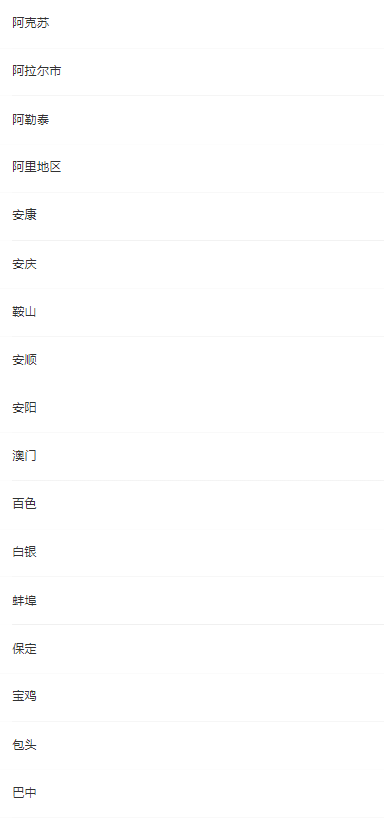 阿克苏
阿拉尔市
阿勒泰
阿里地区
安康
安庆
鞍山
安顺
安阳
澳门
百色
白银
蚌埠
保定
宝鸡
包头
巴中